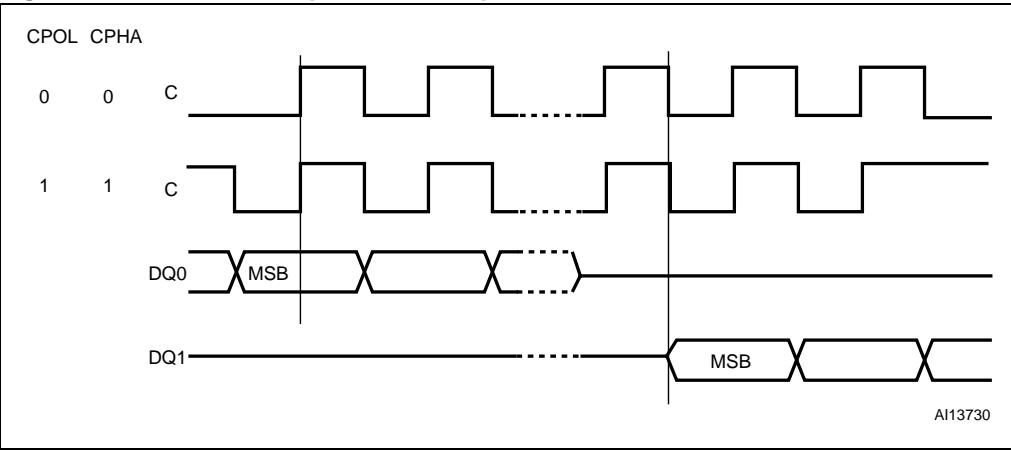 CPOL CPHA
0 0 C
1 1 C
DQ0 MSB
DQ1 MSB
AI13730